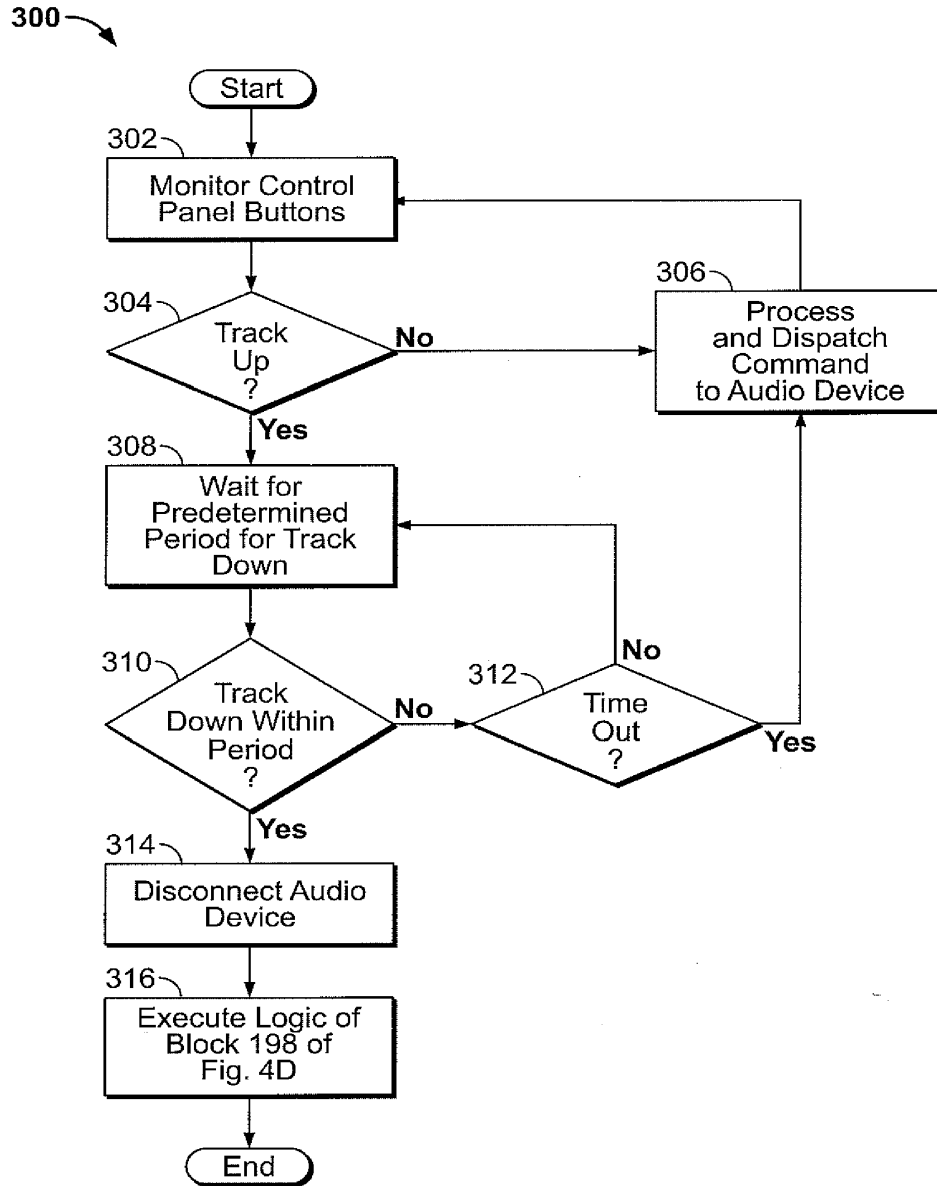 300
Start
302
Monitor Control
Panel Buttons
304
Track
Up
?
No
Yes
306
Process
and Dispatch
Command
to Audio Device
308
Wait for
Predetermined
Period for Track
Down
310
Track
Down Within
Period
?
No
Yes
312
Time
Out
?
No
Yes
314
Disconnect Audio
Device
316
Execute Logic of
Block 198 of
Fig. 4D
End